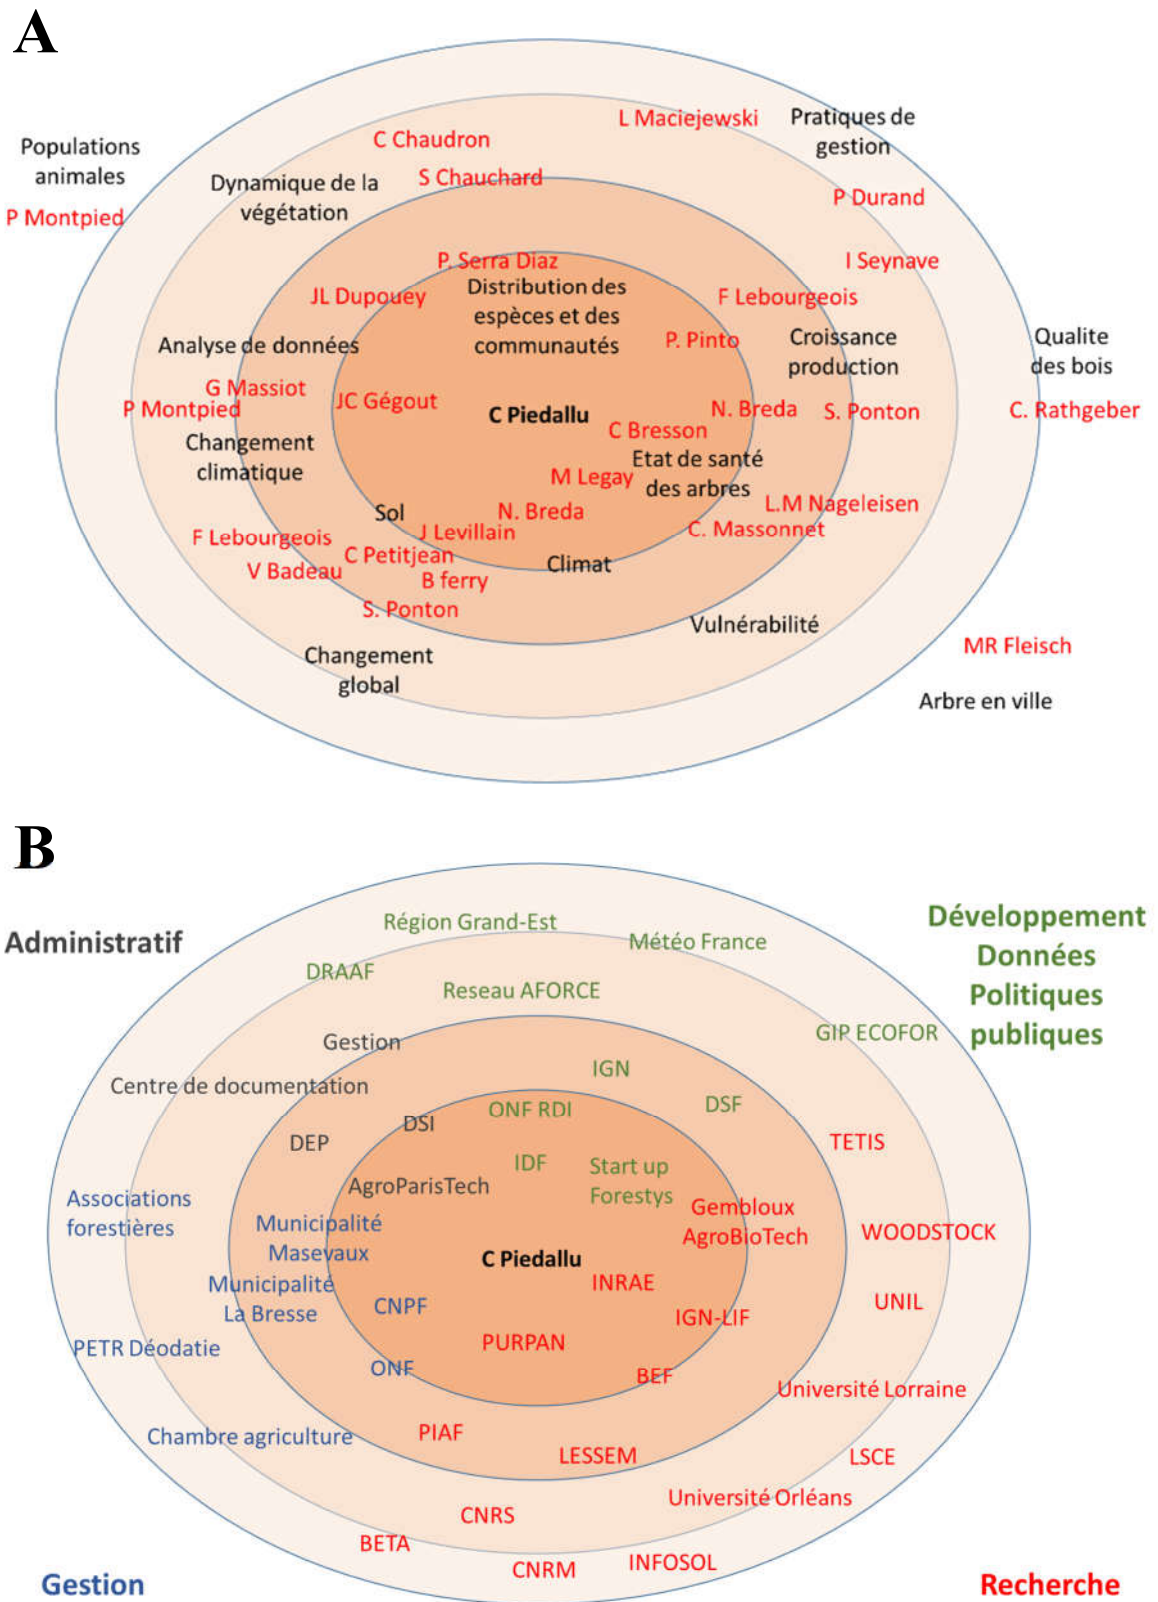 A
L Maciejewski
Pratiques de
gestion
C Chaudron
Populations
animales
P Montpied
Dynamique de la
végétation
S Chauchard
P Durand
P. Serra Diaz
I Seynave
JL Dupouey
Distribution des
espèces et des
communautés
F Lebourgeois
P. Pinto
Croissance
production
Qualite
des bois
Analyse de données
G Massiot
P Montpied
JC Gégout
C Piedallu
N. Breda
S. Ponton
C. Rathgeber
C Bresson
Changement
climatique
Etat de santé
des arbres
M Legay
L.M Nageleisen
Sol
N. Breda
C. Massonnet
J Levillain
F Lebourgeois
C Petitjean
V Badeau
Climat
B ferry
S. Ponton
Vulnérabilité
MR Fleisch
Changement
global
Arbre en ville
B
Administratif
Région Grand-Est
Météo France
Développement
Données
Politiques
publiques
DRAAF
Reseau AFORCE
GIP ECOFOR
Gestion
IGN
Centre de documentation
DSF
ONF RDI
DSI
DEP
TETIS
IDF
Start up
Forestys
AgroParisTech
Associations
forestières
Municipalité
Masevaux
Gembloux
AgroBioTech
WOODSTOCK
C Piedallu
Municipalité
La Bresse
INRAE
CNPF
UNIL
IGN-LIF
PURPAN
PETR Déodatie
ONF
BEF
Université Lorraine
Chambre agriculture
PIAF
LESSEM
LSCE
Université Orléans
CNRS
BETA
CNRM
INFOSOL
Gestion
Recherche